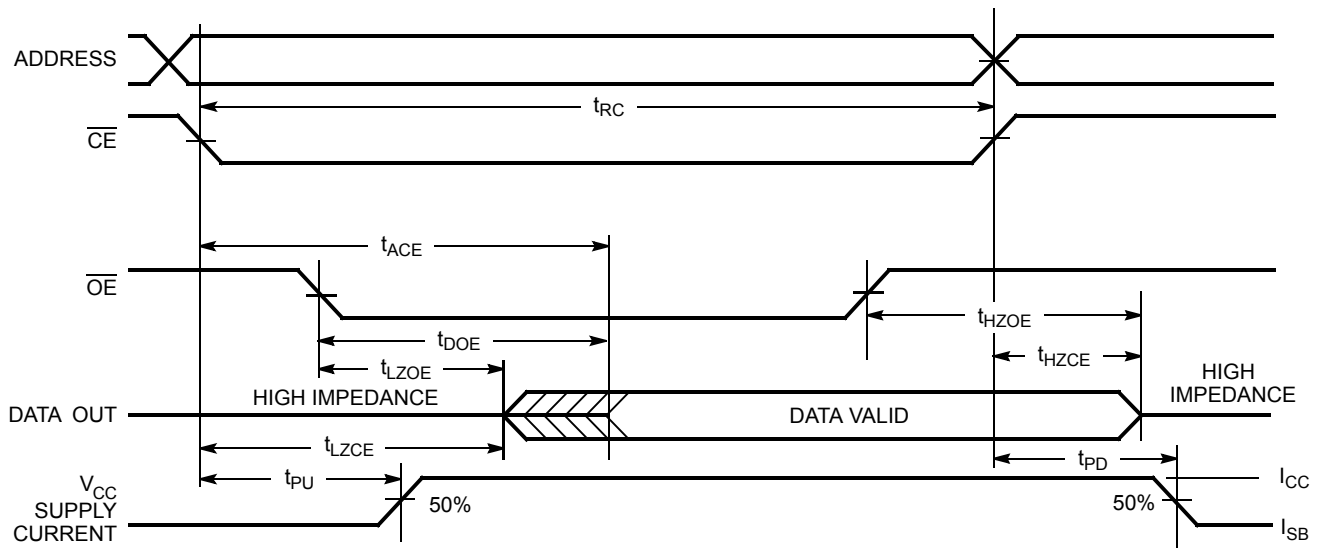 ADDRESS
tRC
CE
tACE
OE
tHZOE
tDOE
tHZCE
tLZOE
HIGH
IMPEDANCE
HIGH IMPEDANCE
DATA OUT
DATA VALID
tLZCE
tPD
tPU
VCC
SUPPLY
CURRENT
50%
50%
ICC
ISB